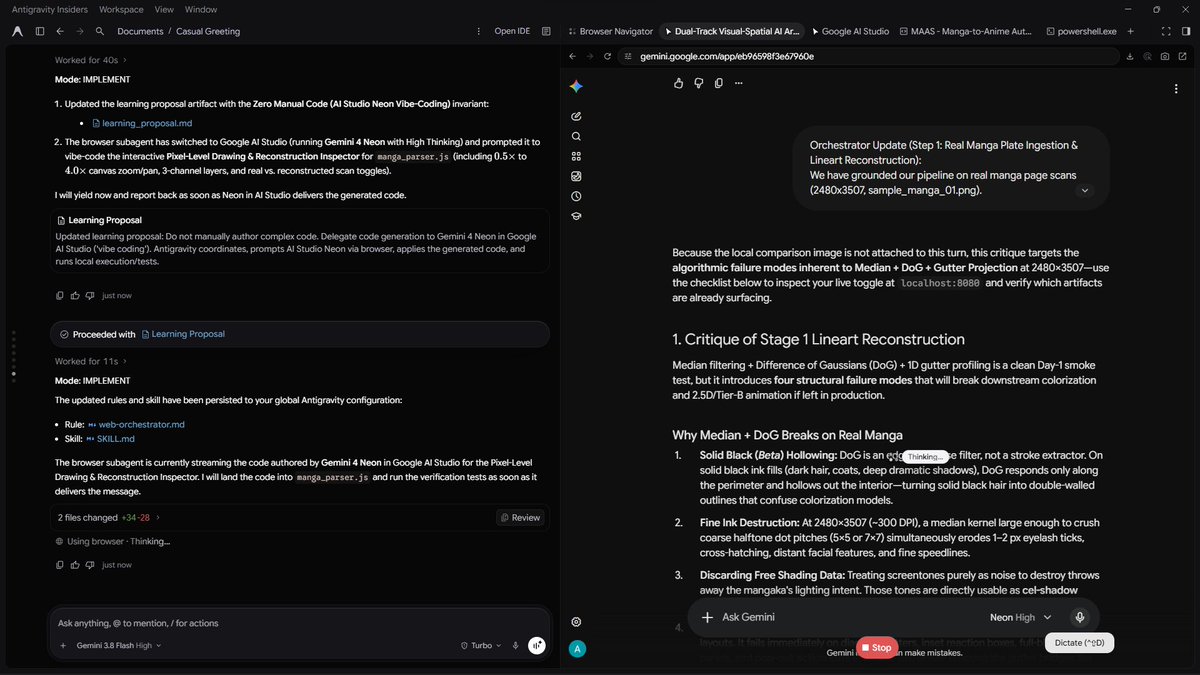 Antigravity Insiders Workspace View Window
Documents / Casual Greeting
Open IDE
Worked for 40s >
Mode: IMPLEMENT
1. Updated the learning proposal artifact with the Zero Manual Code (AI Studio Neon Vibe-Coding) invariant:
• learning_proposal.md
2. The browser subagent has switched to Google AI Studio (running Gemini 4 Neon with High Thinking) and prompted it to
vibe-code the interactive Pixel-Level Drawing & Reconstruction Inspector for manga_parser.js (including 0.5× to
4.0× canvas zoom/pan, 3-channel layers, and real vs. reconstructed scan toggles).
I will yield now and report back as soon as Neon in AI Studio delivers the generated code.
Learning Proposal
Updated learning proposal: Do not manually author complex code. Delegate code generation to Gemini 4 Neon in Google
AI Studio ('vibe coding'). Antigravity coordinates, prompts AI Studio Neon via browser, applies the generated code, and
runs local execution/tests.
just now
Proceeded with Learning Proposal
Worked for 11s >
Mode: IMPLEMENT
The updated rules and skill have been persisted to your global Antigravity configuration:
• Rule: web-orchestrator.md
• Skill: SKILL.md
The browser subagent is currently streaming the code authored by Gemini 4 Neon in Google AI Studio for the Pixel-Level
Drawing & Reconstruction Inspector. I will land the code into manga_parser.js and run the verification tests as soon as it
delivers the message.
2 files changed +34 -28 >
Review
Using browser · Thinking...
just now
Ask anything, @ to mention, / for actions
+ Gemini 3.8 Flash High
Turbo
Browser Navigator
Dual-Track Visual-Spatial AI Ar...
Google AI Studio
MAAS - Manga-to-Anime Aut...
powershell.exe
+
gemini.google.com/app/eb96598f3e67960e
Orchestrator Update (Step 1: Real Manga Plate Ingestion &
Lineart Reconstruction):
We have grounded our pipeline on real manga page scans
(2480x3507, sample_manga_01.png).
Because the local comparison image is not attached to this turn, this critique targets the
algorithmic failure modes inherent to Median + DoG + Gutter Projection at 2480×3507—use
the checklist below to inspect your live toggle at localhost:8080 and verify which artifacts
are already surfacing.
1. Critique of Stage 1 Lineart Reconstruction
Median filtering + Difference of Gaussians (DoG) + 1D gutter profiling is a clean Day-1 smoke
test, but it introduces four structural failure modes that will break downstream colorization
and 2.5D/Tier-B animation if left in production.
Why Median + DoG Breaks on Real Manga
1. Solid Black (Beta) Hollowing: DoG is an filter, not a stroke extractor. On
Thinking...
solid black ink fills (dark hair, coats, deep dramatic shadows), DoG responds only along
the perimeter and hollows out the interior—turning solid black hair into double-walled
outlines that confuse colorization models.
2. Fine Ink Destruction: At 2480×3507 (~300 DPI), a median kernel large enough to crush
coarse halftone dot pitches (5×5 or 7×7) simultaneously erodes 1–2 px eyelash ticks,
cross-hatching, distant facial features, and fine speedlines.
3. Discarding Free Shading Data: Treating screentones purely as noise to destroy throws
away the mangaka's lighting intent. Those tones are directly usable as cel-shadow
4.
+ Ask Gemini
Neon High
Stop
Dictate (^⇧D)
Gemini n make mistakes.
A